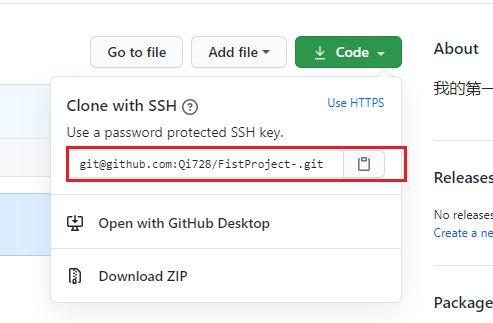 Go to file
Add file
Code
About
Clone with SSH
Use HTTPS
我的第一
Use a password protected SSH key.
git@github.com:Qi728/FistProject-.git
Releases
No releases
Create a ne
Open with GitHub Desktop
Download ZIP
Package